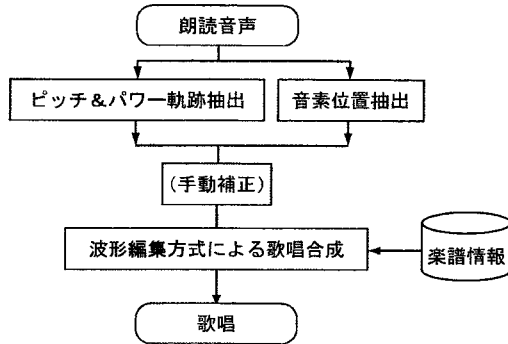 朗読音声
ピッチ＆パワー軌跡抽出
音素位置抽出
(手動補正)
波形編集方式による歌唱合成
楽譜情報
歌唱